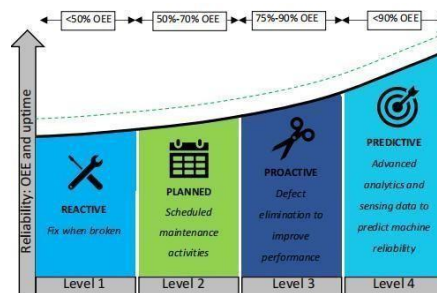 <50% OEE
50%-70% OEE
75%-90% OEE
<90% OEE
Reliability: OEE and uptime
REACTIVE
Fix when broken
PLANNED
Scheduled
maintenance
activities
PROACTIVE
Defect
elimination to
improve
performance
PREDICTIVE
Advanced
analytics and
sensing data to
predict machine
reliability
Level 1
Level 2
Level 3
Level 4